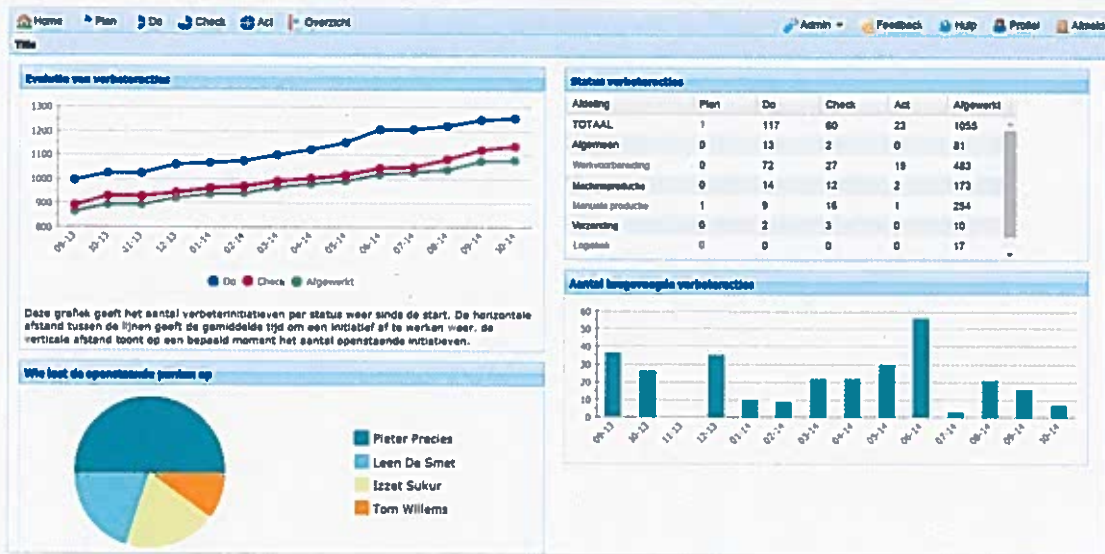 Home Plan Do Check Act Overzicht Admin Feedback Hulp Profiel
Title
Evolutie van verbeteracties
1300
1200
1100
1000
900
800
09-13 10-13 11-13 12-13 01-14 02-14 03-14 04-14 05-14 06-14 07-14 08-14 09-14 10-14
Do Check Afgewerkt
Deze grafiek geeft het aantal verbeterinitiatieven per status weer sinds de start. De horizontale
afstand tussen de lijnen geeft de gemiddelde tijd om een initiatief af te werken weer, de
verticale afstand toont op een bepaald moment het aantal openstaande initiatieven.
Wie lost de openstaande punten op
Pieter Precies
Leen De Smet
Izzet Sukur
Tom Willems
Status verbeteracties
Afdeling Plan Do Check Act Afgewerkt
TOTAAL 1 117 60 23 1055
Algemeen 0 13 2 0 81
Werkvoorbereiding 0 72 27 19 483
Machineproductie 0 14 12 2 173
Manuele productie 1 9 16 1 254
Verzending 0 2 3 0 10
Logistiek 0 0 0 0 17
Aantal toegevoegde verbeteracties
60
50
40
30
20
10
0
09-13 10-13 11-13 12-13 01-14 02-14 03-14 04-14 05-14 06-14 07-14 08-14 09-14 10-14